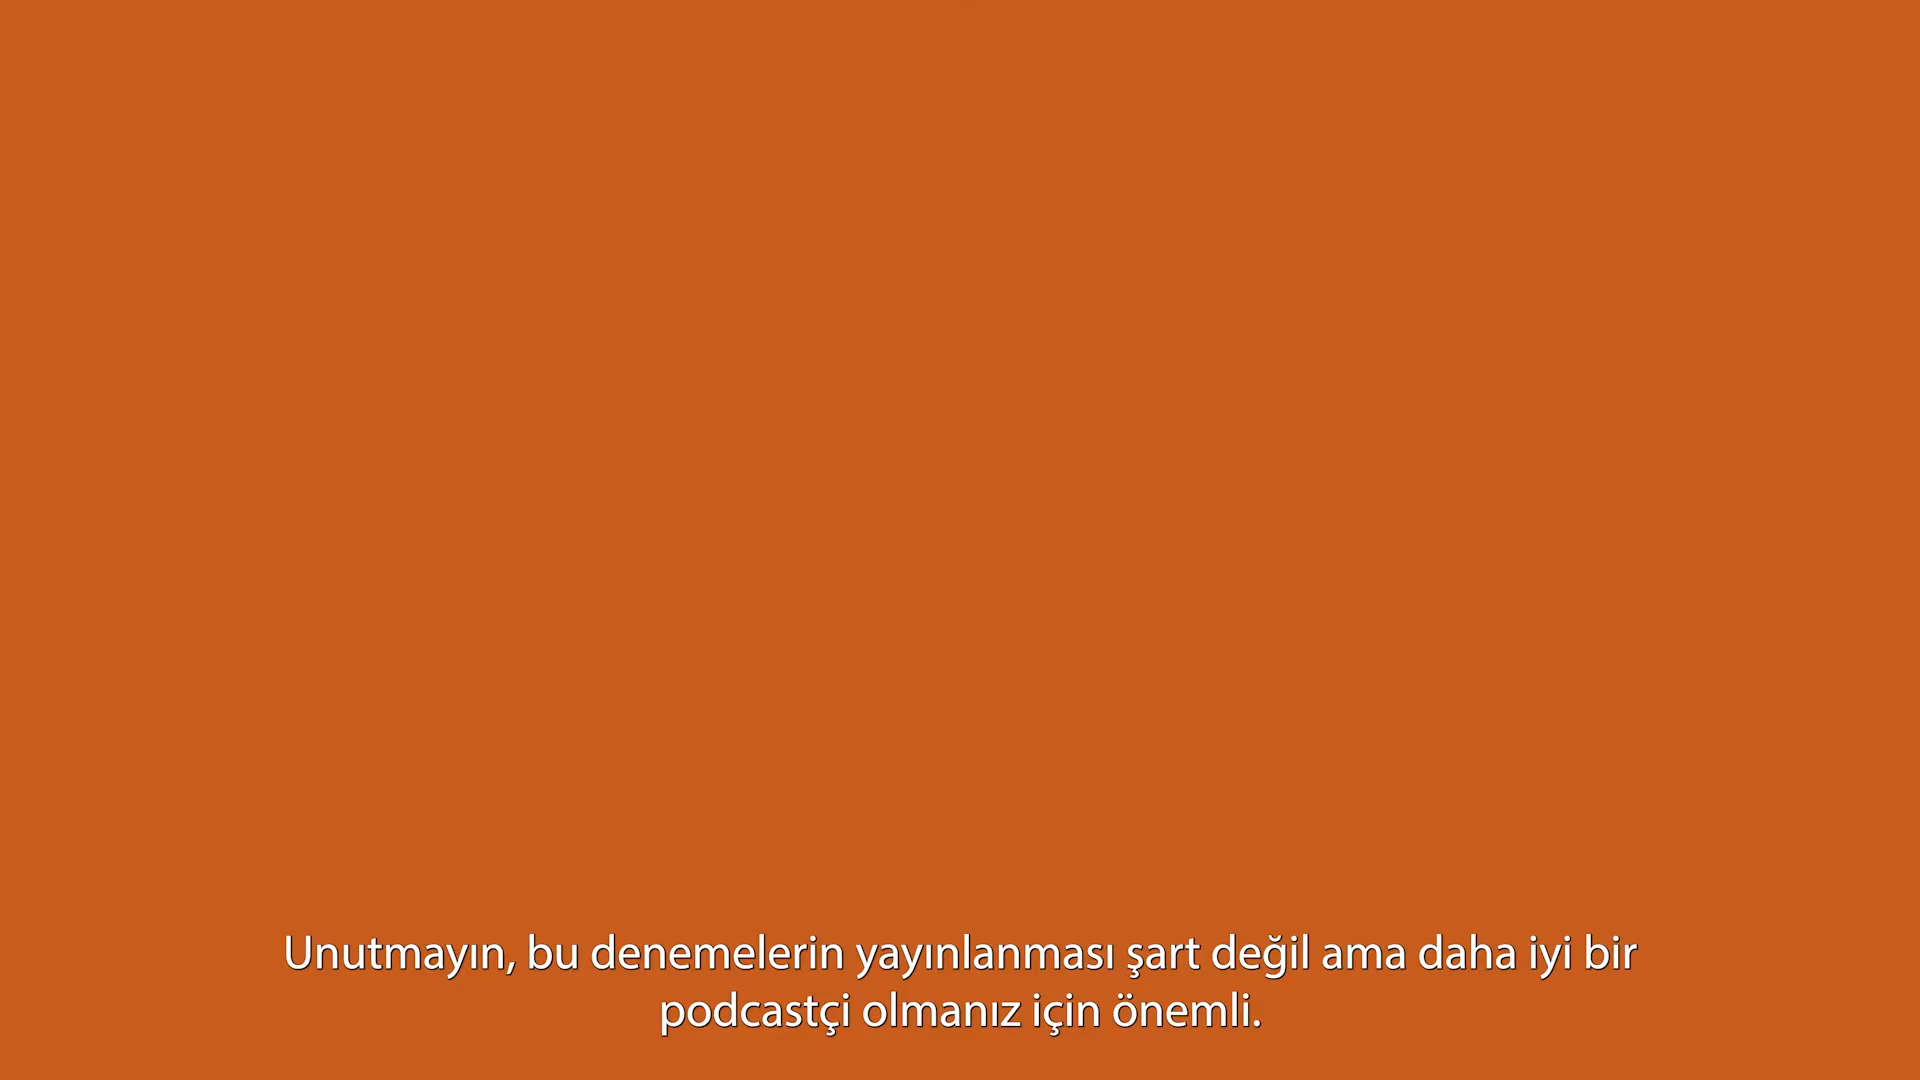 Unutmayın, bu denemelerin yayınlanması şart değil ama daha iyi bir
podcastçi olmanız için önemli.